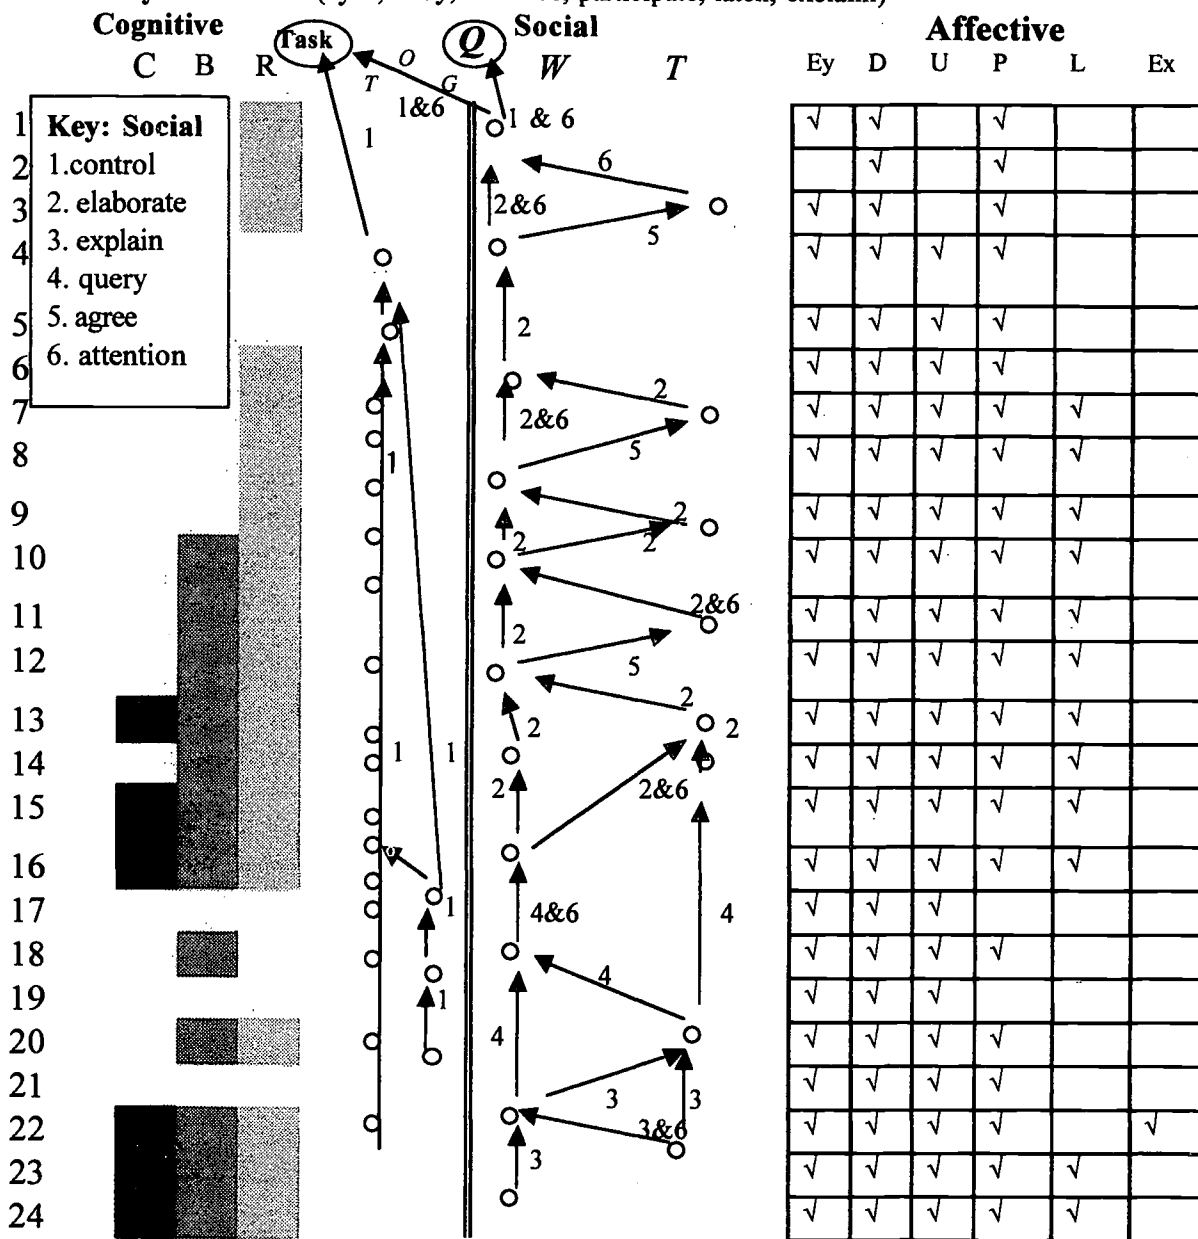 Cognitive Task Q Social Affective
C B R T O G W T Ey D U P L Ex
1 Key: Social 1 1&6 1 & 6 √ √ √
2 1.control 6 √ √
3 2. elaborate 2&6 5 √ √ √
4 3. explain √ √ √ √
4. query
5 5. agree 2 √ √ √ √
6 6. attention 2 √ √ √ √
7 2&6 √ √ √ √ √
8 1 5 √ √ √ √ √
9 2 √ √ √ √ √
10 2 2 √ √ √ √ √
11 2&6 √ √ √ √ √
12 2 5 √ √ √ √ √
13 2 2 2 √ √ √ √ √
14 1 1 √ √ √ √ √
15 2 2&6 √ √ √ √ √
16 √ √ √ √ √
17 1 4&6 4 √ √ √
18 √ √ √ √
19 1 4 √ √ √
20 4 √ √ √ √
21 3 3 √ √ √ √
22 3&6 √ √ √ √ √
23 3 √ √ √ √ √
24 √ √ √ √ √